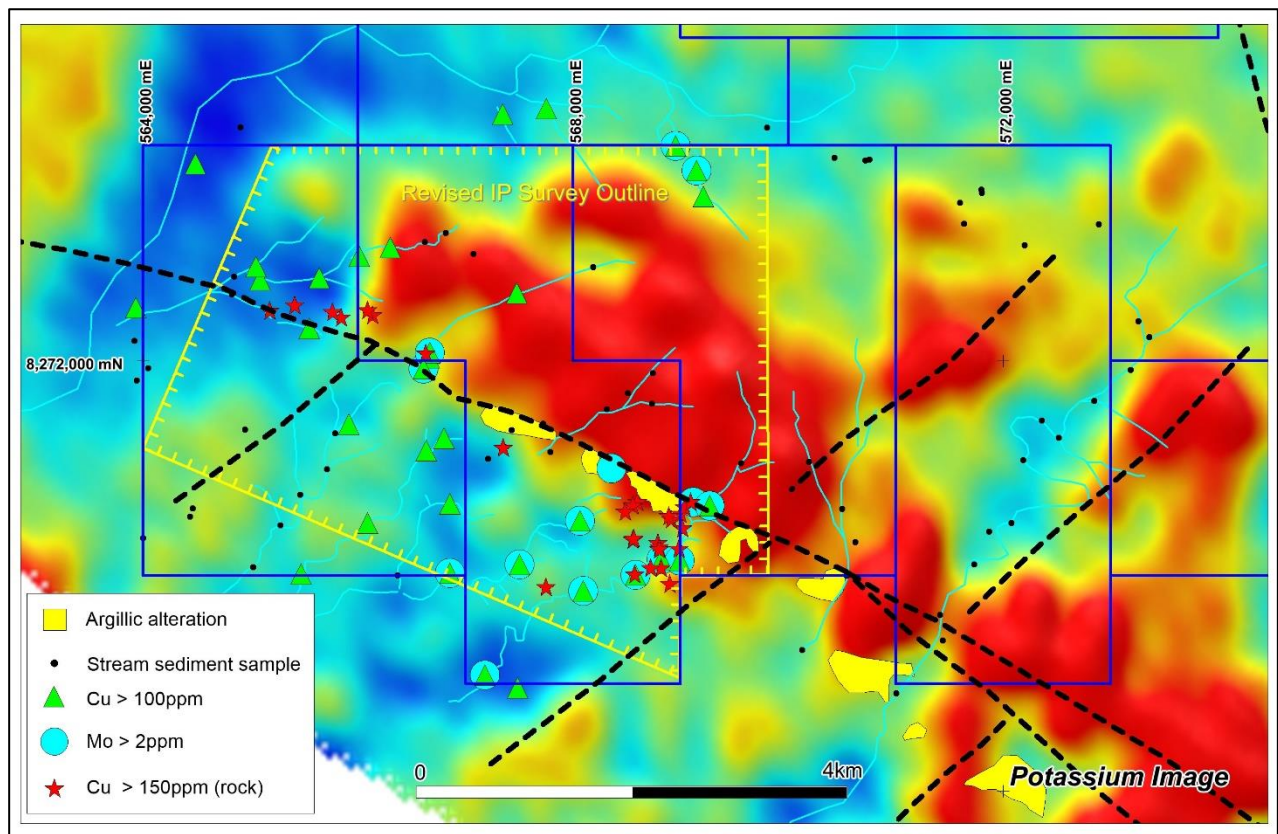 564,000 mE
568,000 mE
572,000 mE
Revised IP Survey Outline
8,272,000 mN
Argillic alteration
Stream sediment sample
Cu > 100ppm
Mo > 2ppm
Cu > 150ppm (rock)
0
4km
Potassium Image